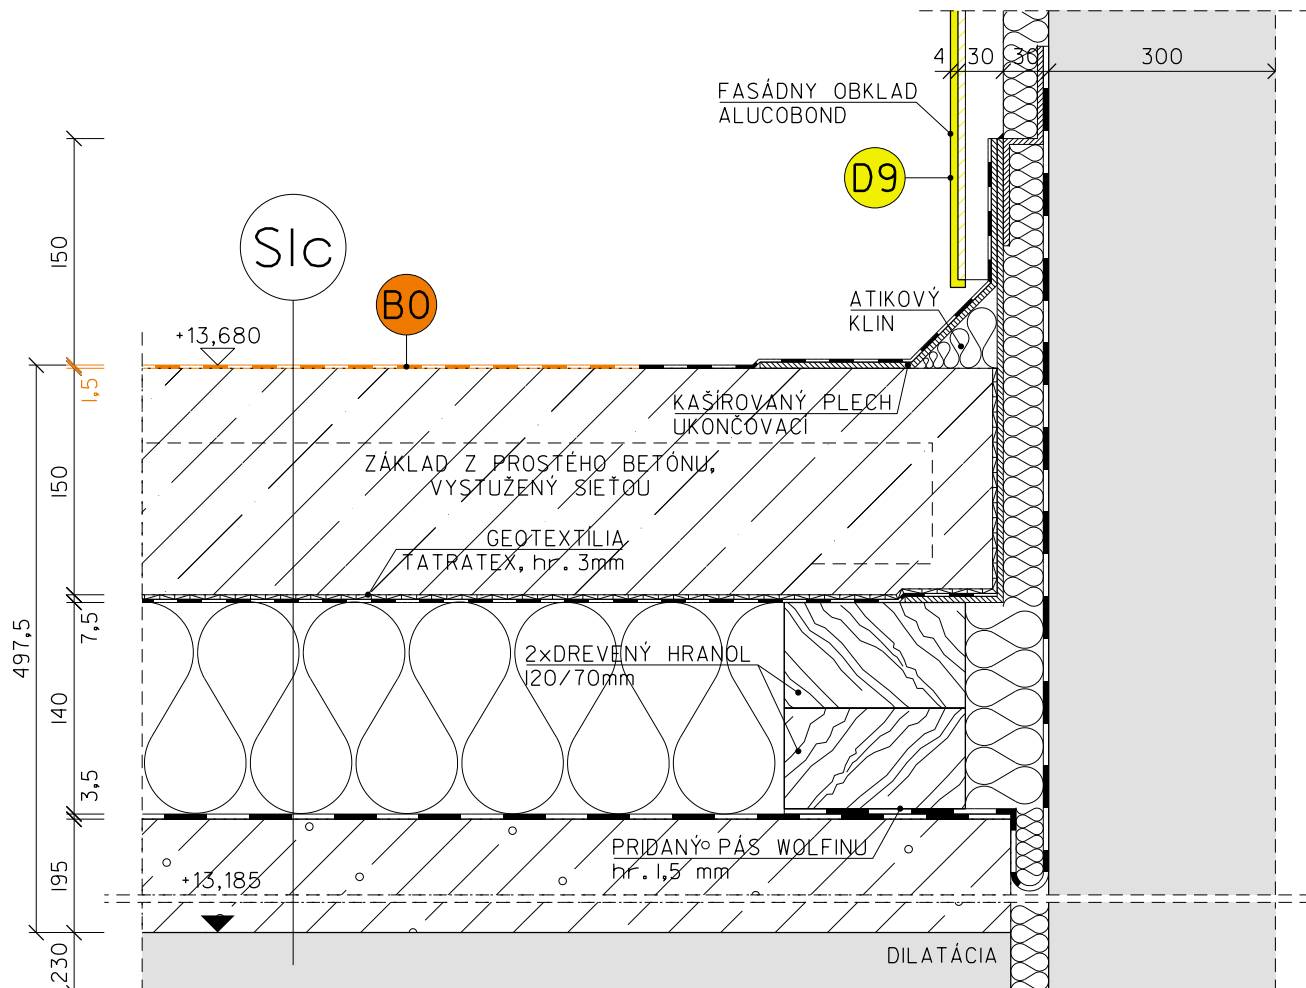 4 30 30 300
FASÁDNY OBKLAD
ALUCOBOND
D9
150
S1c
B0
ATIKOVÝ
KLIN
+13,680
1,5
KAŠÍROVANÝ PLECH
UKONČOVACÍ
150
ZÁKLAD Z PROSTÉHO BETÓNU,
VYSTUŽENÝ SIEŤOU
GEOTEXTÍLIA
TATRATEX, hr. 3mm
7,5
497,5
2xDREVENÝ HRANOL
120/70mm
140
3,5
PRIDANÝ PÁS WOLFINU
hr. 1,5 mm
195
+13,185
230
DILATÁCIA